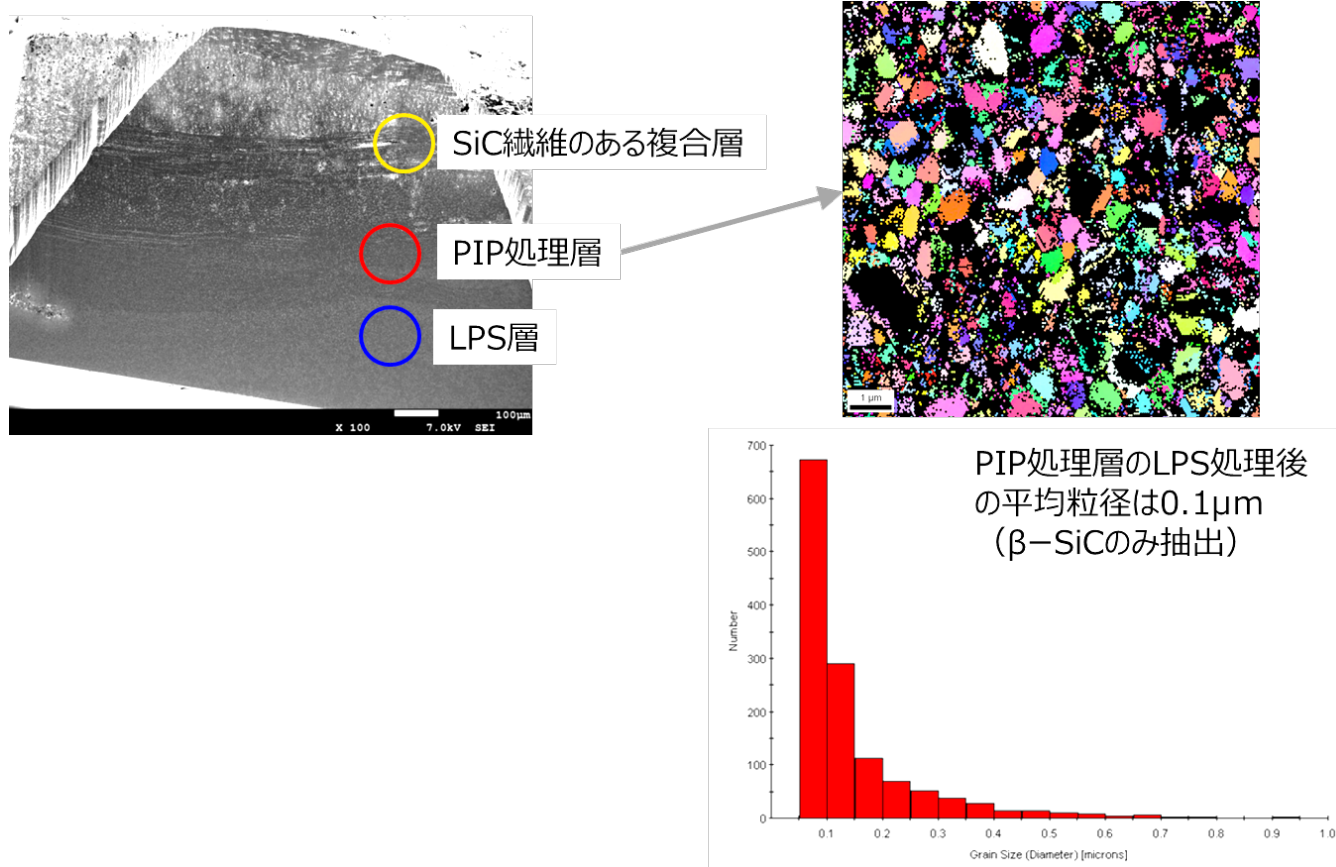 SiC繊維のある複合層
PIP処理層
LPS層
100μm
X 100 7.0kV SEI
1 μm
PIP処理層のLPS処理後
の平均粒径は0.1μm
(β-SiCのみ抽出)
700
600
500
400
300
200
100
0
Number
0.1 0.2 0.3 0.4 0.5 0.6 0.7 0.8 0.9 1.0
Grain Size (Diameter) [microns]